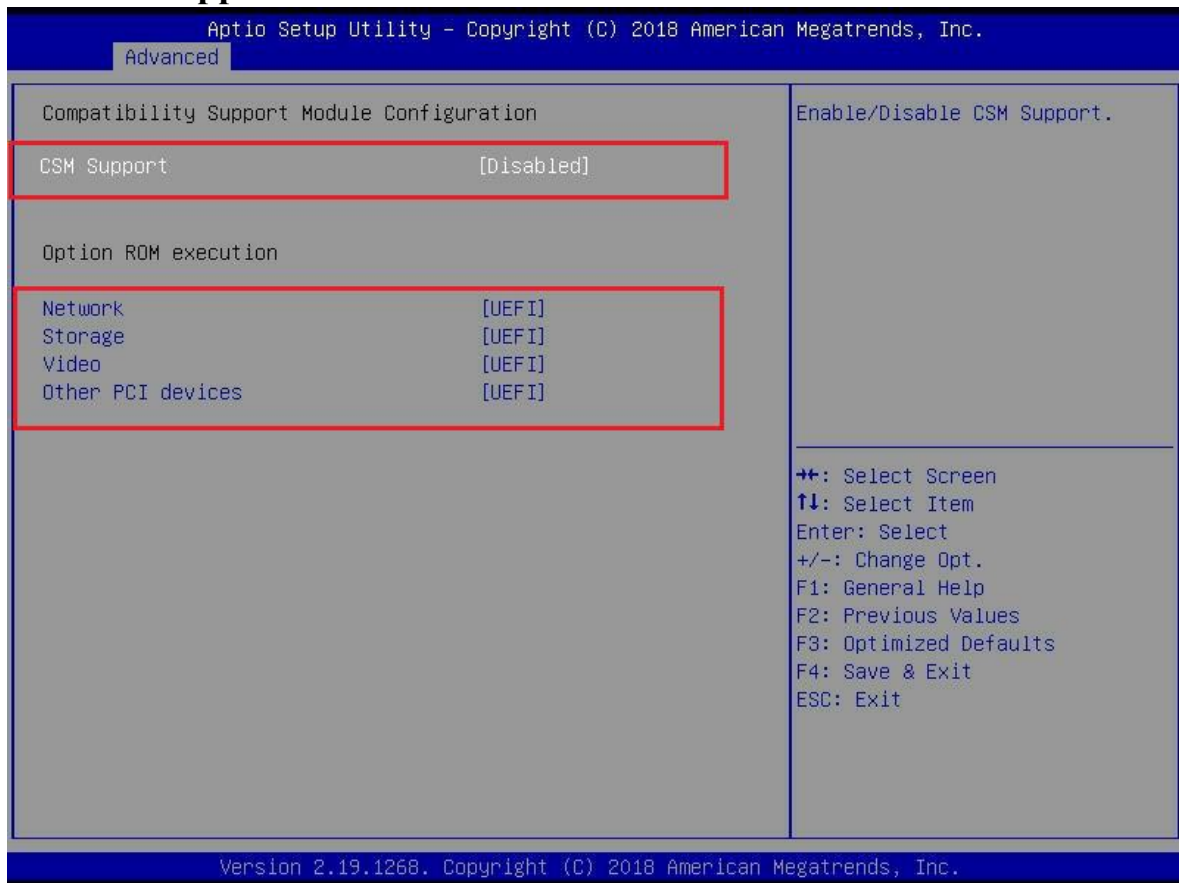 Aptio Setup Utility – Copyright (C) 2018 American Megatrends, Inc.
Advanced
Compatibility Support Module Configuration
CSM Support [Disabled]
Option ROM execution
Network [UEFI]
Storage [UEFI]
Video [UEFI]
Other PCI devices [UEFI]
Enable/Disable CSM Support.
→←: Select Screen
↑↓: Select Item
Enter: Select
+/-: Change Opt.
F1: General Help
F2: Previous Values
F3: Optimized Defaults
F4: Save & Exit
ESC: Exit
Version 2.19.1268. Copyright (C) 2018 American Megatrends, Inc.